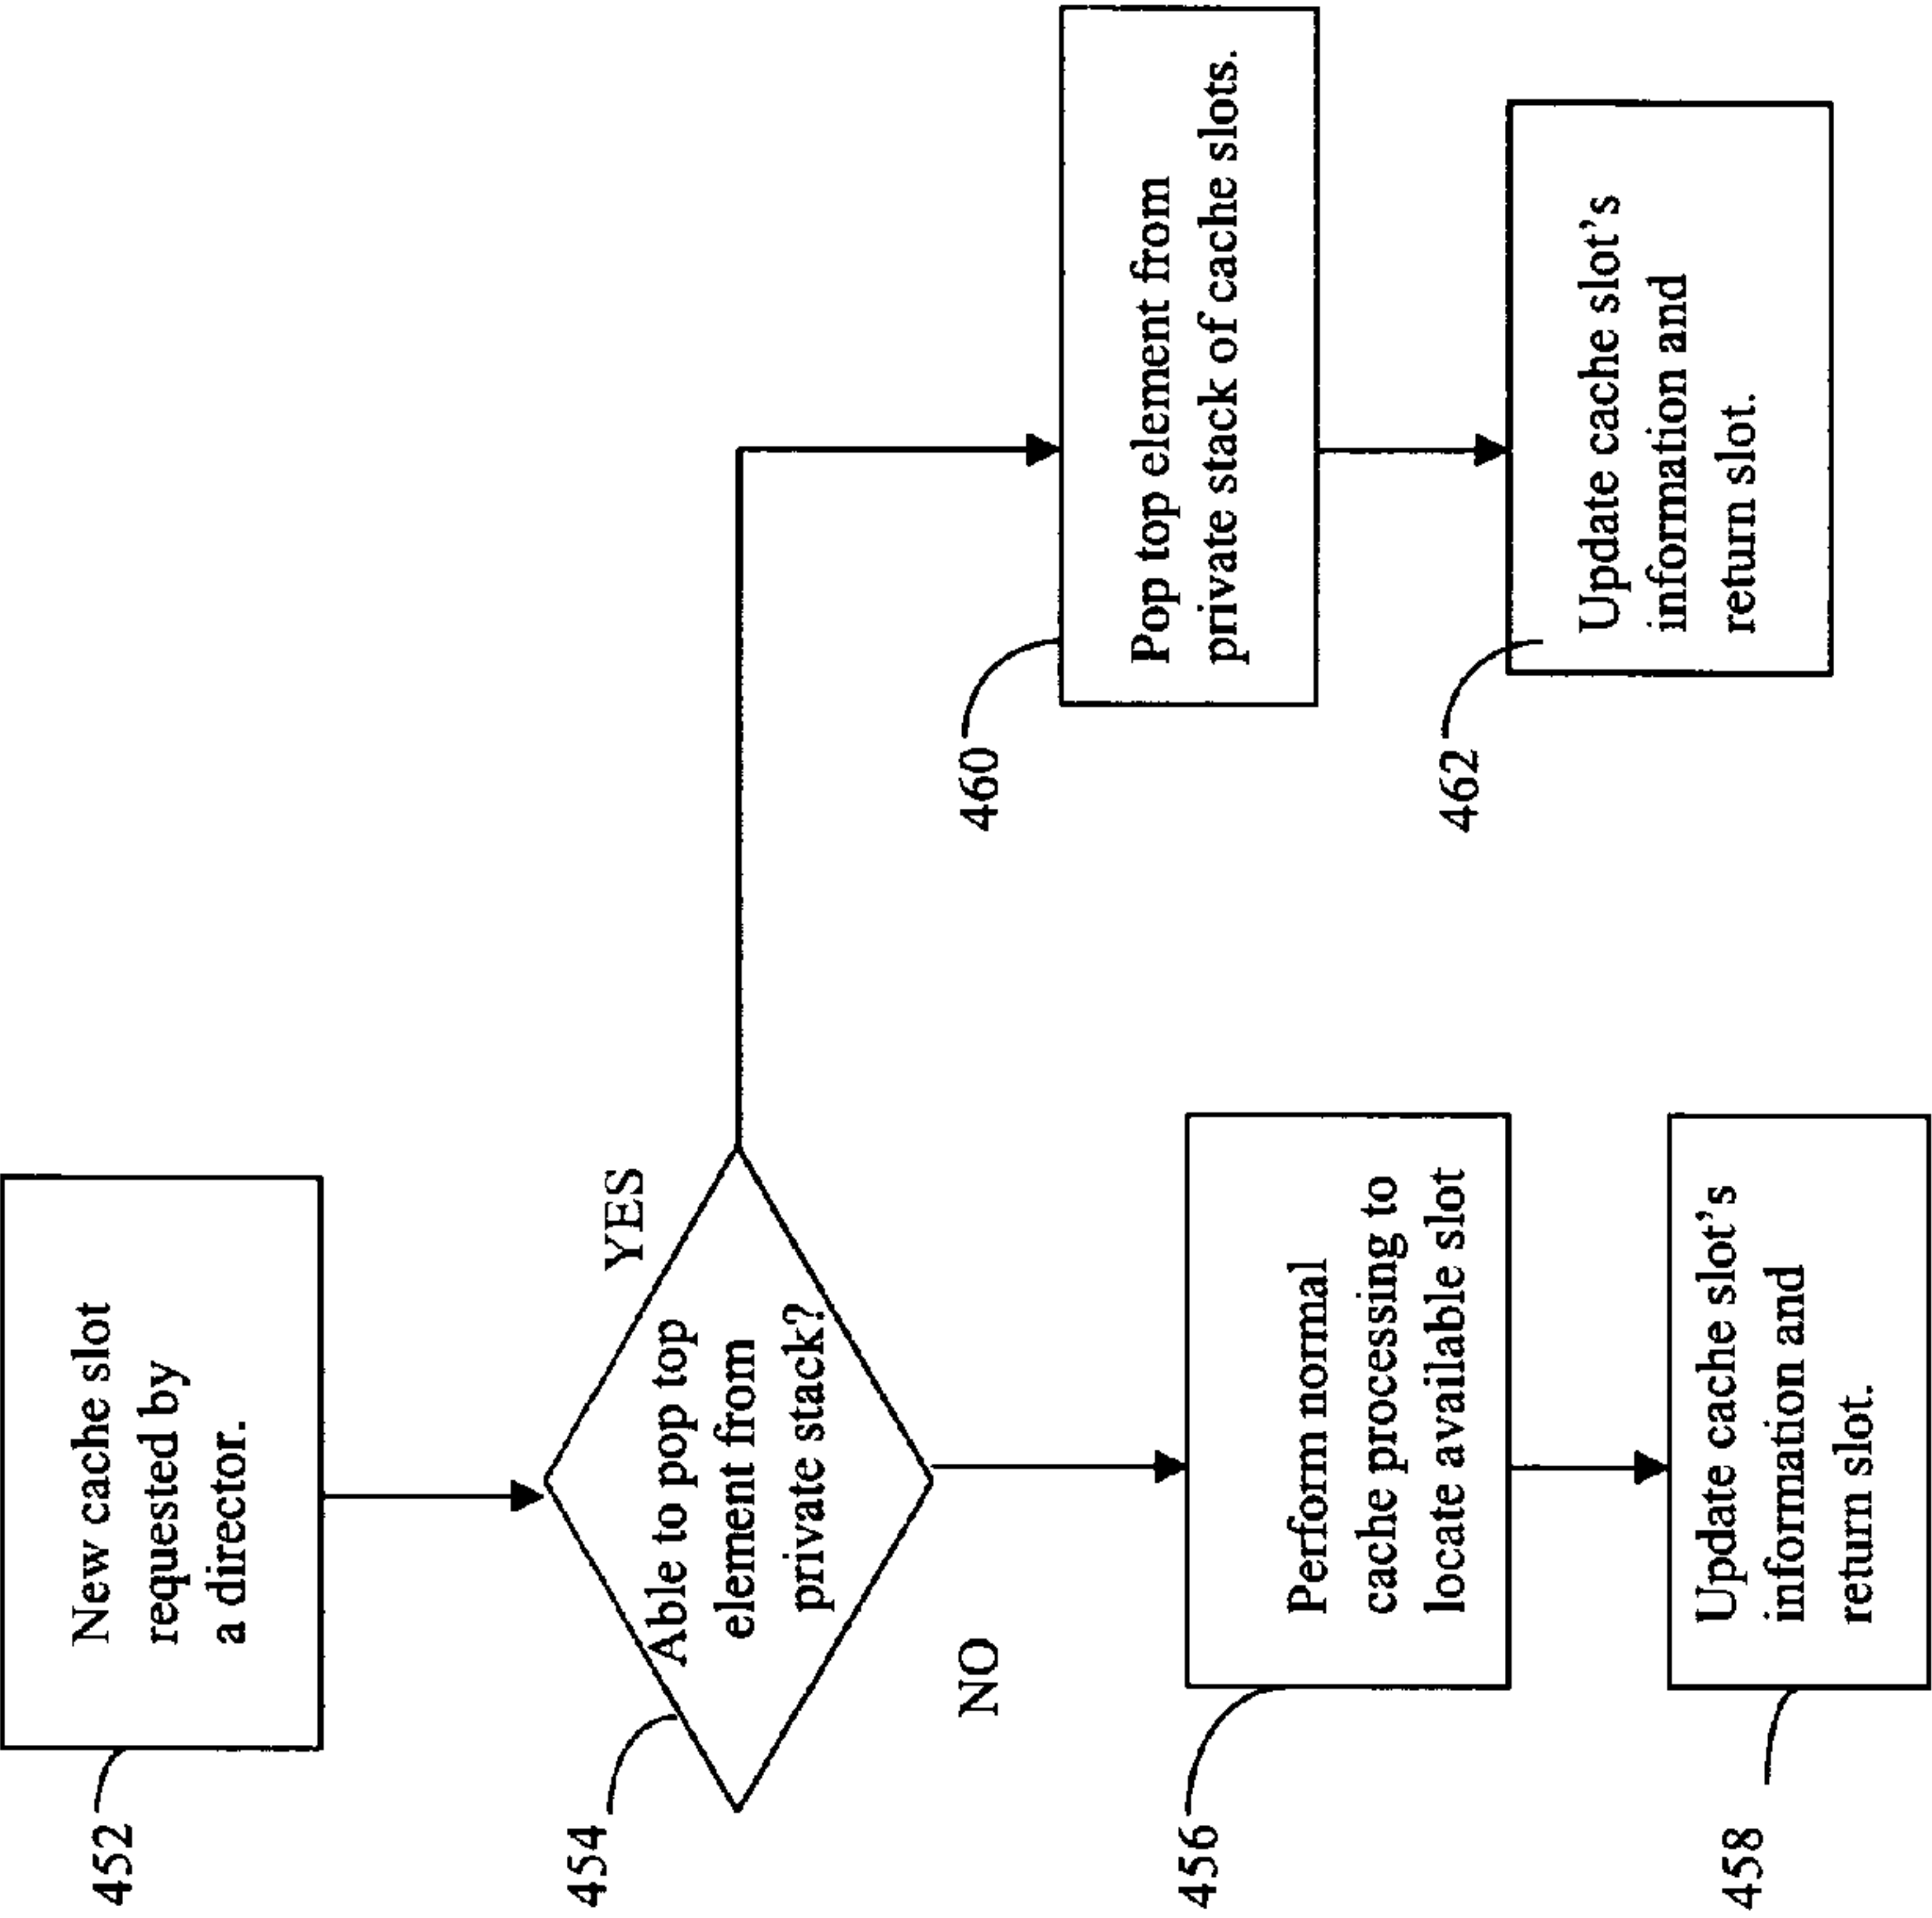 452
New cache slot
requested by
a director.
454
Able to pop top
element from
private stack?
YES
NO
456
Perform normal
cache processing to
locate available slot
458
Update cache slot's
information and
return slot.
460
Pop top element from
private stack of cache slots.
462
Update cache slot's
information and
return slot.